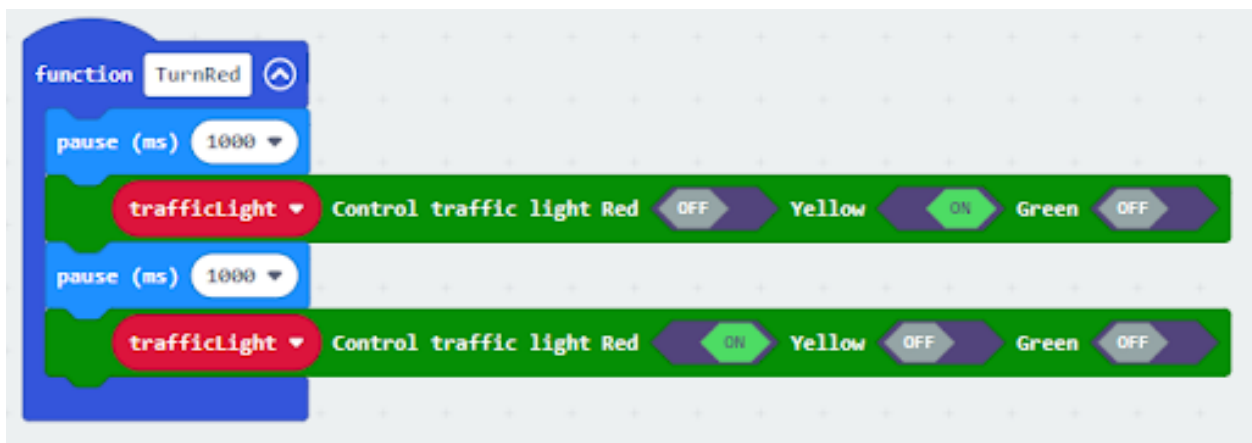 function TurnRed
pause (ms) 1000
trafficLight Control traffic light Red OFF Yellow ON Green OFF
pause (ms) 1000
trafficLight Control traffic light Red ON Yellow OFF Green OFF